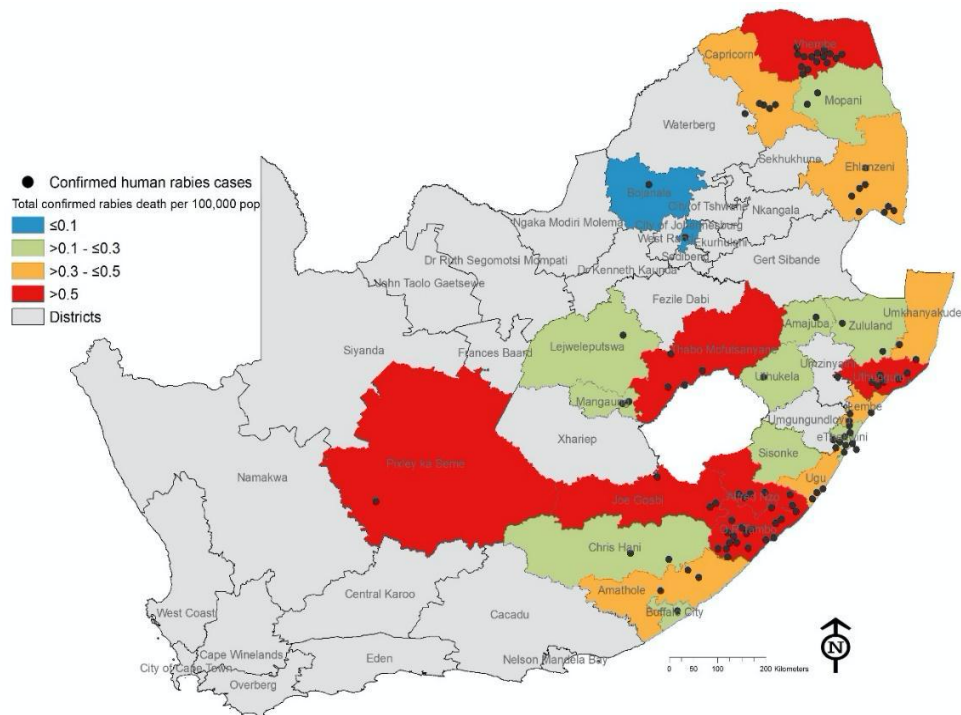 Vhembe
Capricorn
Mopani
Waterberg
Sekhukhune
Ehlanzeni
Confirmed human rabies cases
Total confirmed rabies death per 100,000 pop
≤0.1
>0.1 - ≤0.3
>0.3 - ≤0.5
>0.5
Districts
Bojanala
City of Tshwane
Nkangala
Ngaka Modiri Molema
City of Johannesburg
West Rand
Ekurhuleni
Sedibeng
Gert Sibande
Dr Ruth Segomotsi Mompati
Dr Kenneth Kaunda
John Taolo Gaetsewe
Fezile Dabi
Umkhanyakude
Amajuba
Zululand
Siyanda
Frances Baard
Lejweleputswa
Thabo Mofutsanyane
Umzinyathi
Uthukela
Uthungulu
Mangaung
iLembe
Umgungundlovu
Xhariep
eThekwini
Sisonke
Namakwa
Pixley ka Seme
Ugu
Joe Gqabi
Alfred Nzo
Chris Hani
Central Karoo
Amathole
West Coast
Cacadu
Buffalo City
Cape Winelands
City of Cape Town
Eden
Nelson Mandela Bay
Overberg
N
0 50 100 200 Kilometers